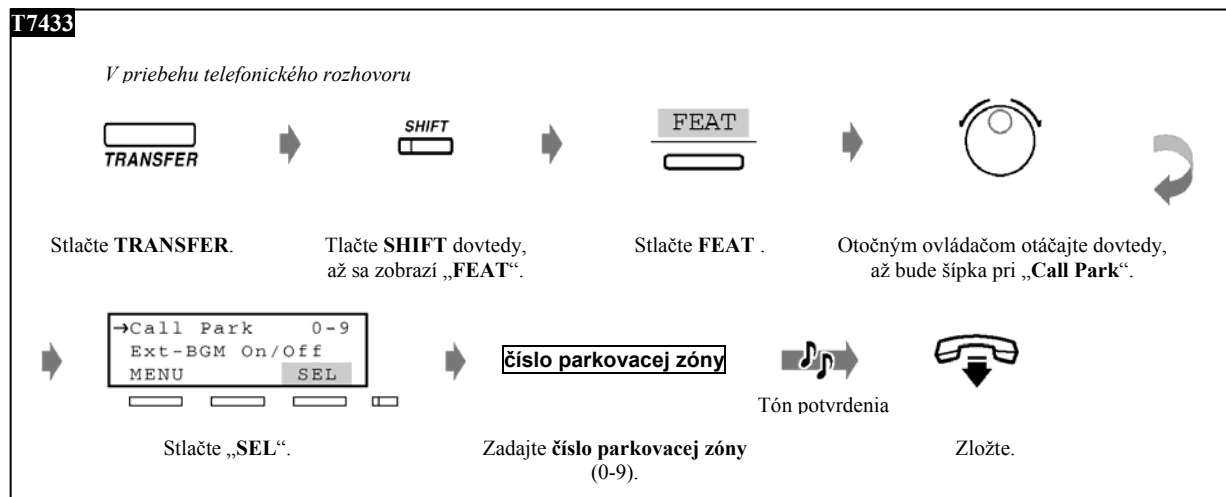 T7433
V priebehu telefonického rozhovoru
TRANSFER
SHIFT
FEAT
Stlačte TRANSFER.
Tlačte SHIFT dovtedy,
až sa zobrazí „FEAT“.
Stlačte FEAT .
Otočným ovládačom otáčajte dovtedy,
až bude šípka pri „Call Park“.
→Call Park 0-9
Ext-BGM On/Off
MENU SEL
číslo parkovacej zóny
Tón potvrdenia
Stlačte „SEL“.
Zadajte číslo parkovacej zóny
(0-9).
Zložte.